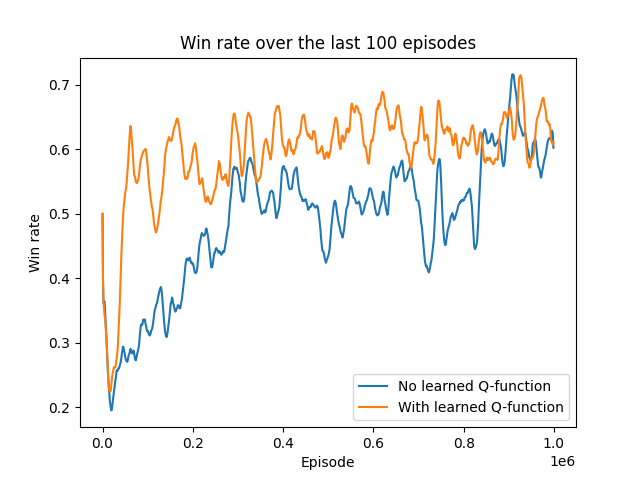 Win rate over the last 100 episodes
Win rate
0.7
0.6
0.5
0.4
0.3
0.2
No learned Q-function
With learned Q-function
0.0 0.2 0.4 0.6 0.8 1.0
1e6
Episode